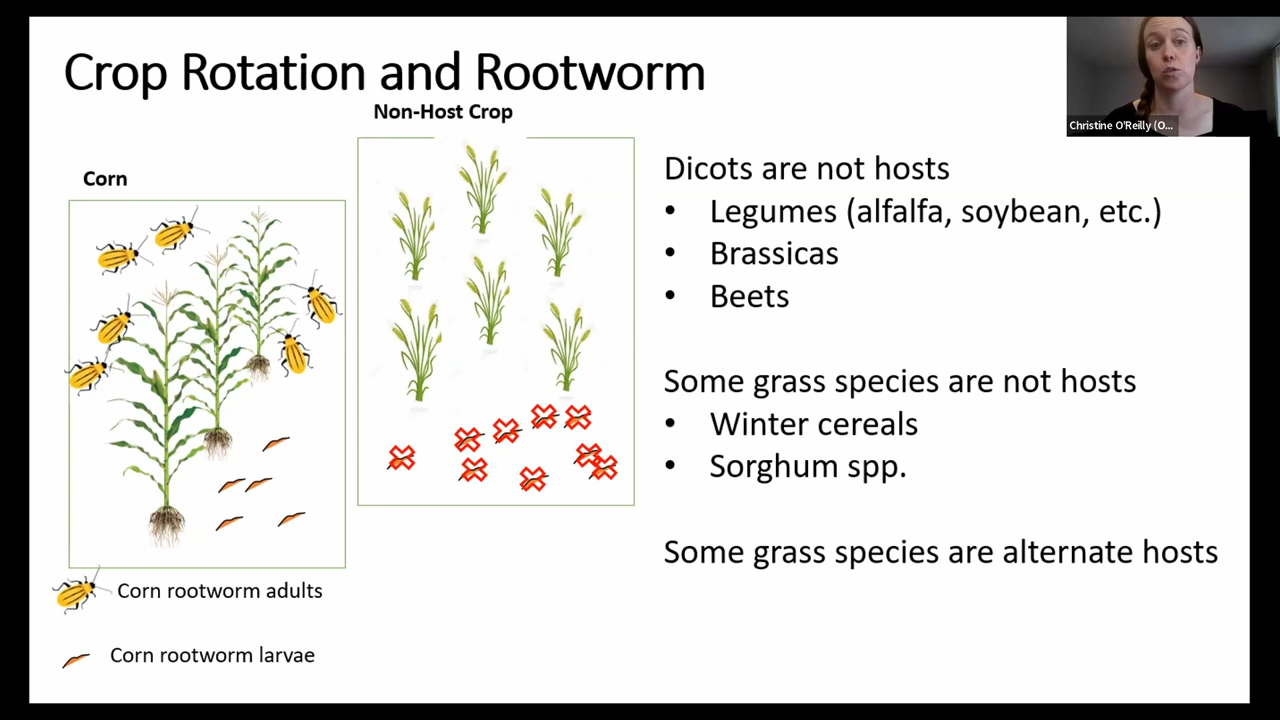 Crop Rotation and Rootworm
Christine O'Reilly (O...
Non-Host Crop
Corn
Dicots are not hosts
• Legumes (alfalfa, soybean, etc.)
• Brassicas
• Beets
Some grass species are not hosts
• Winter cereals
• Sorghum spp.
Some grass species are alternate hosts
Corn rootworm adults
Corn rootworm larvae